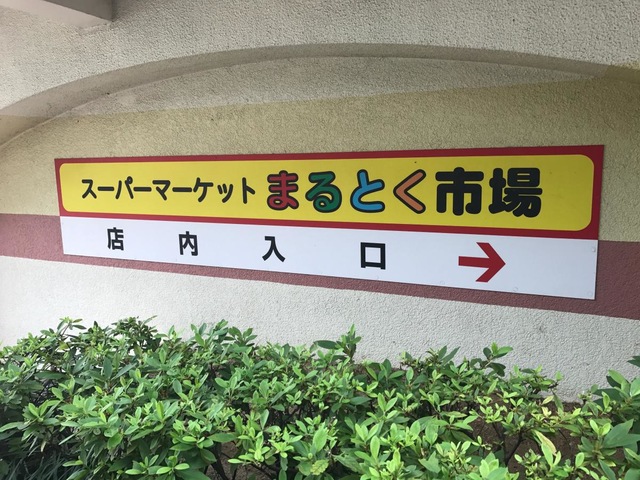 スーパーマーケット まるとく市場
店内入口 →